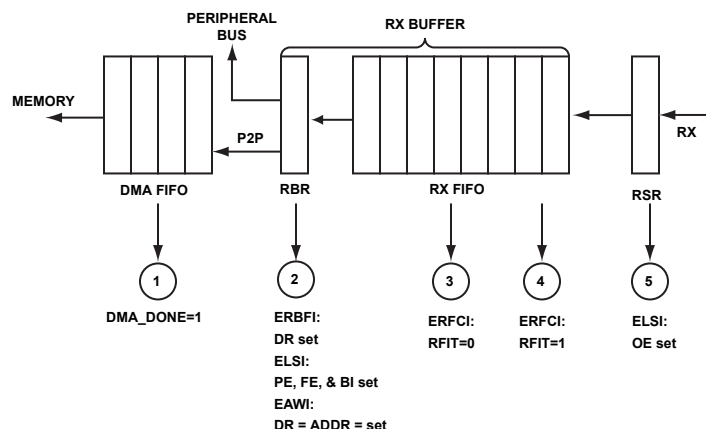 PERIPHERAL
BUS
RX BUFFER
MEMORY
P2P
RX
DMA FIFO
RBR
RX FIFO
RSR
1
2
3
4
5
DMA_DONE=1
ERBFI:
DR set
ELSI:
PE, FE, & BI set
EAWI:
DR = ADDR = set
ERFCI:
RFIT=0
ERFCI:
RFIT=1
ELSI:
OE set